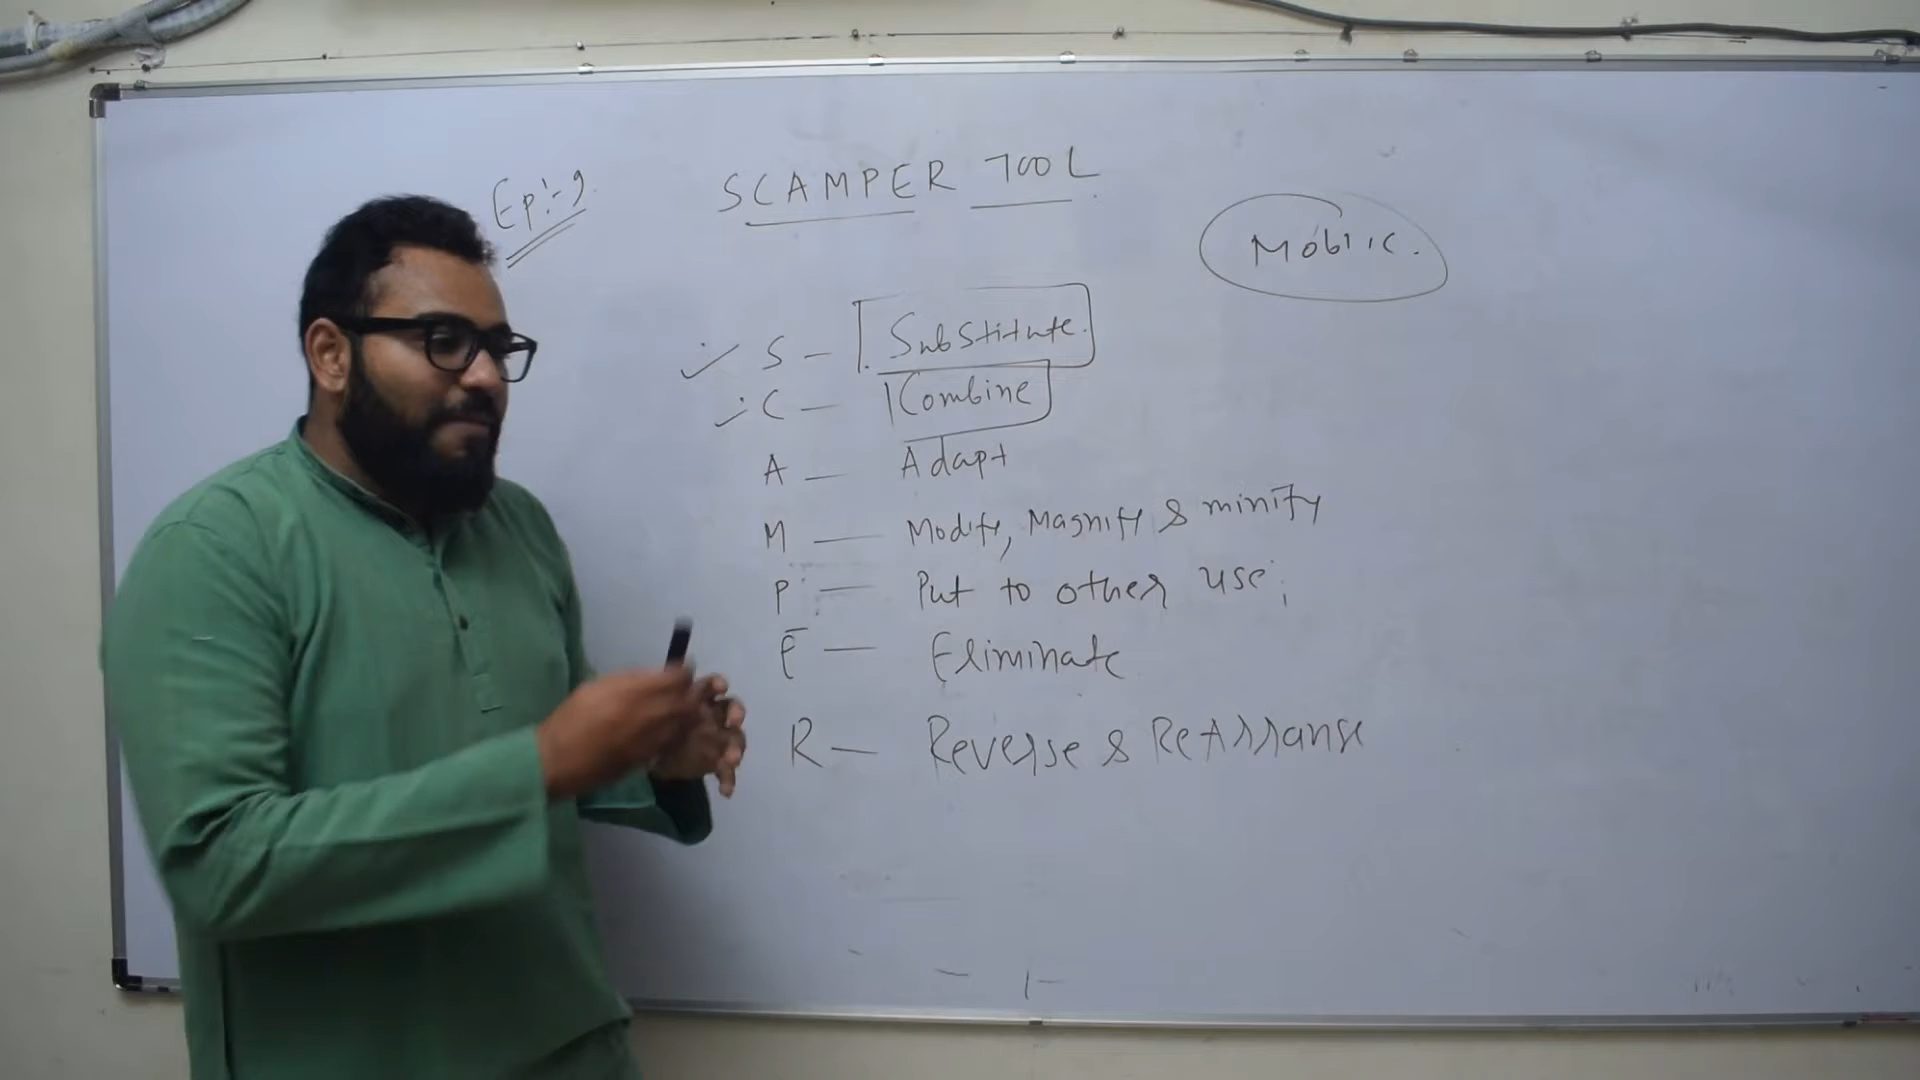 Ep:-9.
SCAMPER TOOL.
Mobile.
S - Substitute.
C - Combine
A - Adapt
M - Modify, Magnify & minify
P - Put to other use;
E - Eliminate
R - Reverse & ReArrange